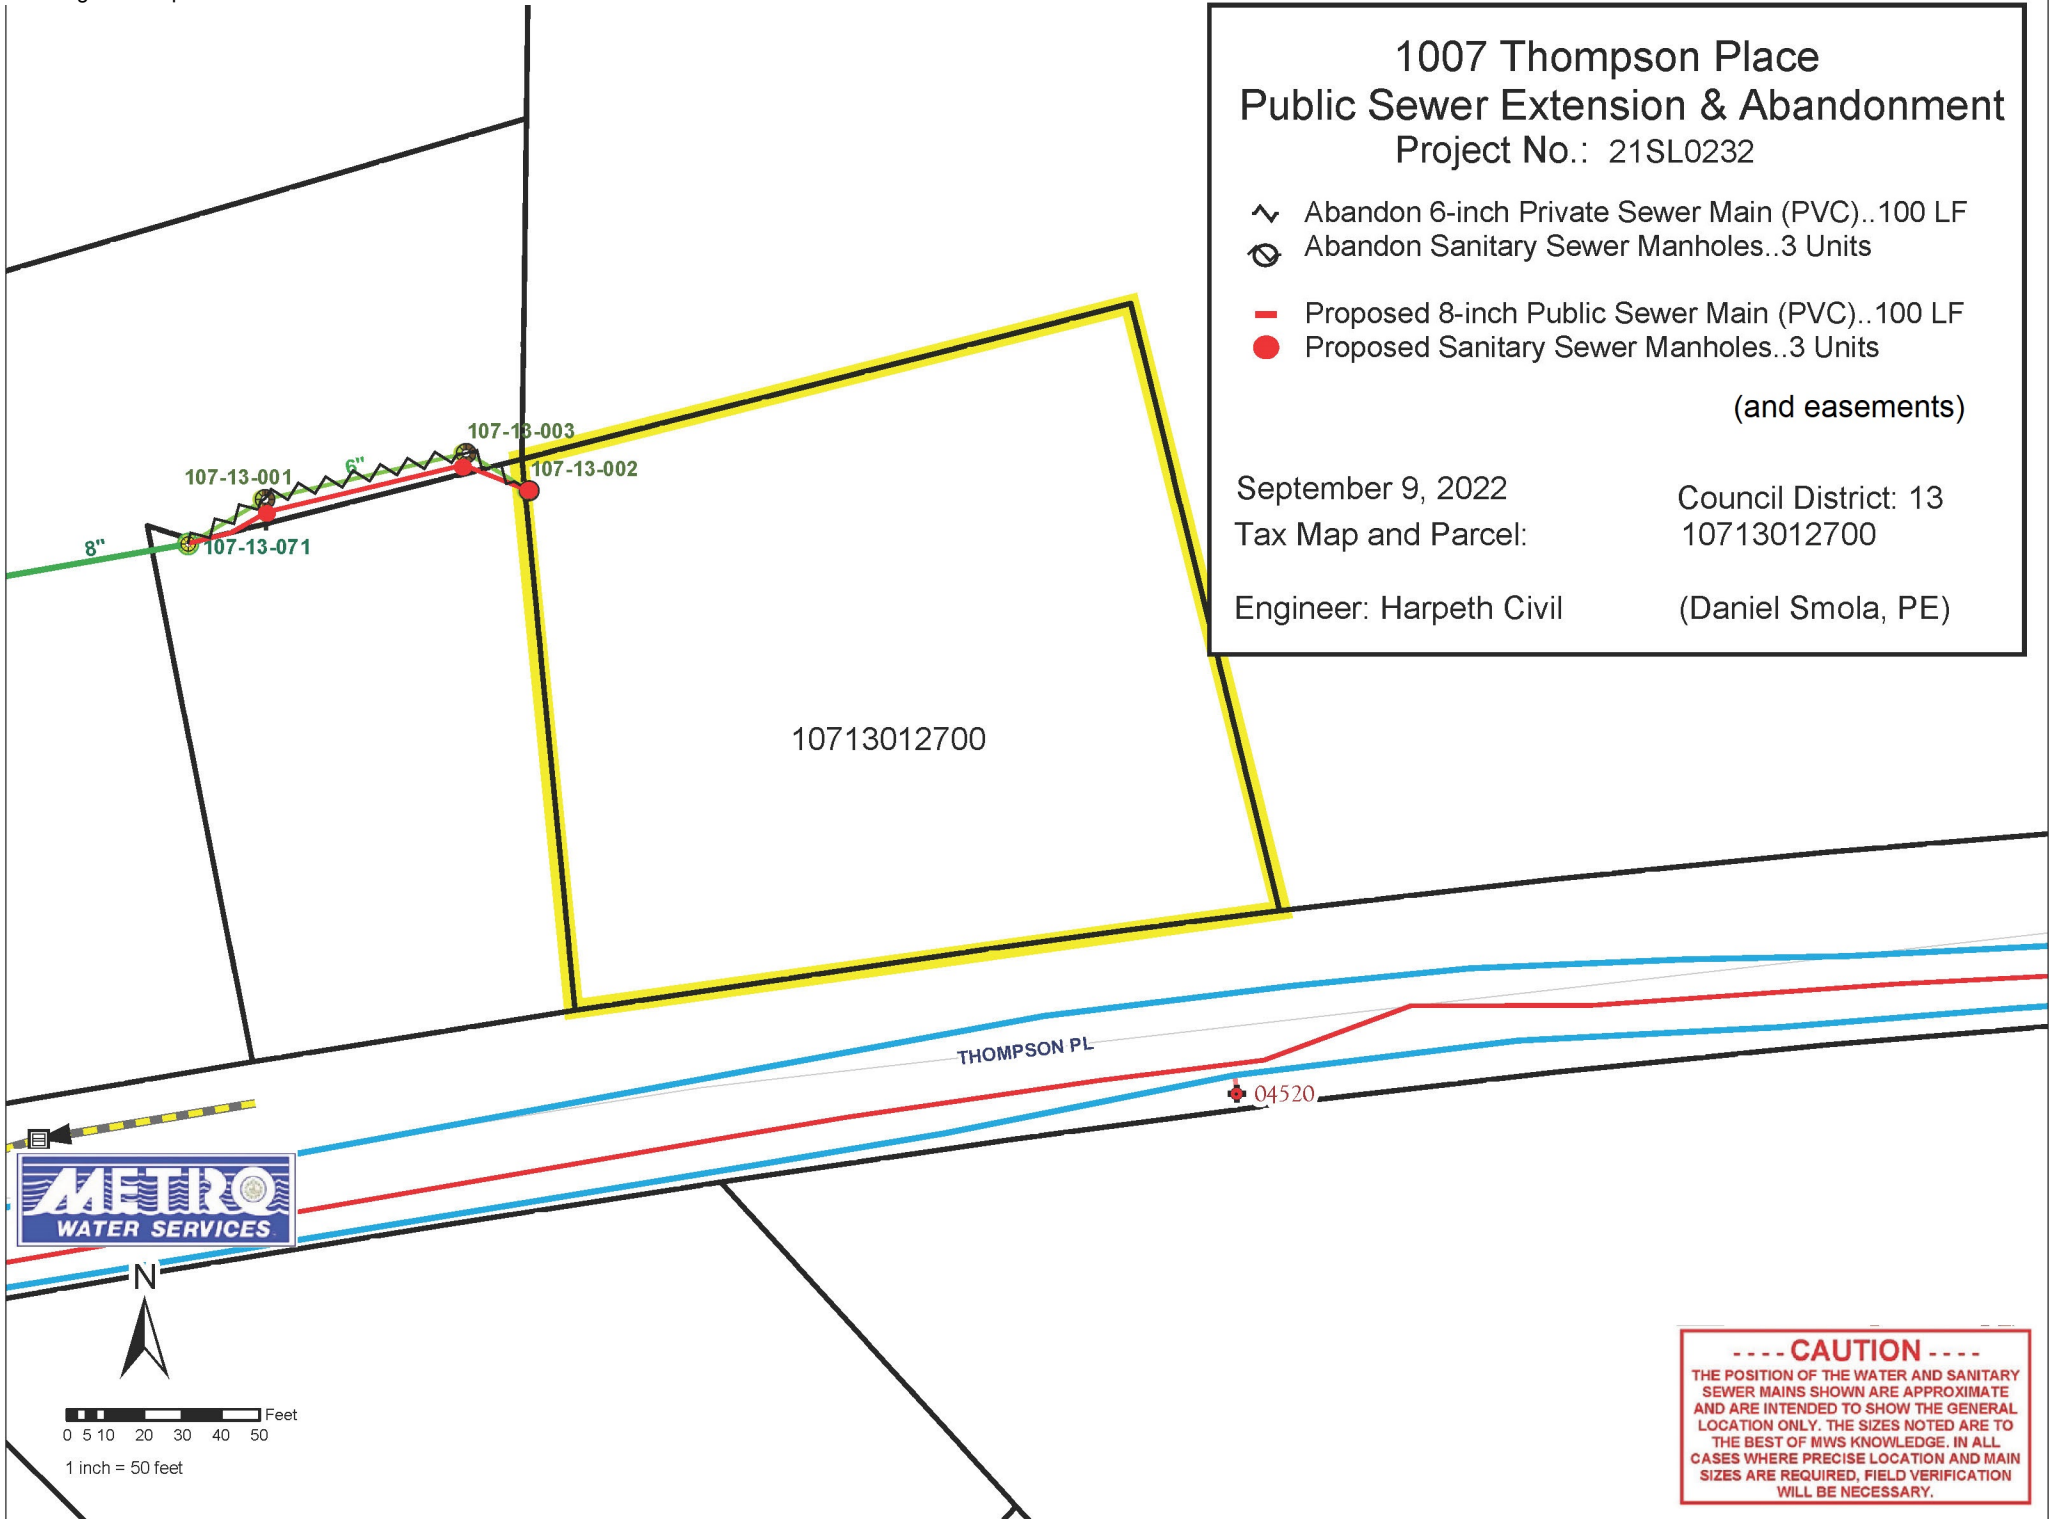 1007 Thompson Place
Public Sewer Extension & Abandonment
Project No.: 21SL0232
Abandon 6-inch Private Sewer Main (PVC)..100 LF
Abandon Sanitary Sewer Manholes..3 Units
Proposed 8-inch Public Sewer Main (PVC)..100 LF
Proposed Sanitary Sewer Manholes..3 Units
(and easements)
September 9, 2022
Council District: 13
Tax Map and Parcel:
10713012700
Engineer: Harpeth Civil
(Daniel Smola, PE)
107-13-003
107-13-002
6"
107-13-001
107-13-071
8"
10713012700
THOMPSON PL
04520
METRO
WATER SERVICES
N
Feet
0 5 10 20 30 40 50
1 inch = 50 feet
- - - - CAUTION - - - -
THE POSITION OF THE WATER AND SANITARY
SEWER MAINS SHOWN ARE APPROXIMATE
AND ARE INTENDED TO SHOW THE GENERAL
LOCATION ONLY. THE SIZES NOTED ARE TO
THE BEST OF MWS KNOWLEDGE. IN ALL
CASES WHERE PRECISE LOCATION AND MAIN
SIZES ARE REQUIRED, FIELD VERIFICATION
WILL BE NECESSARY.